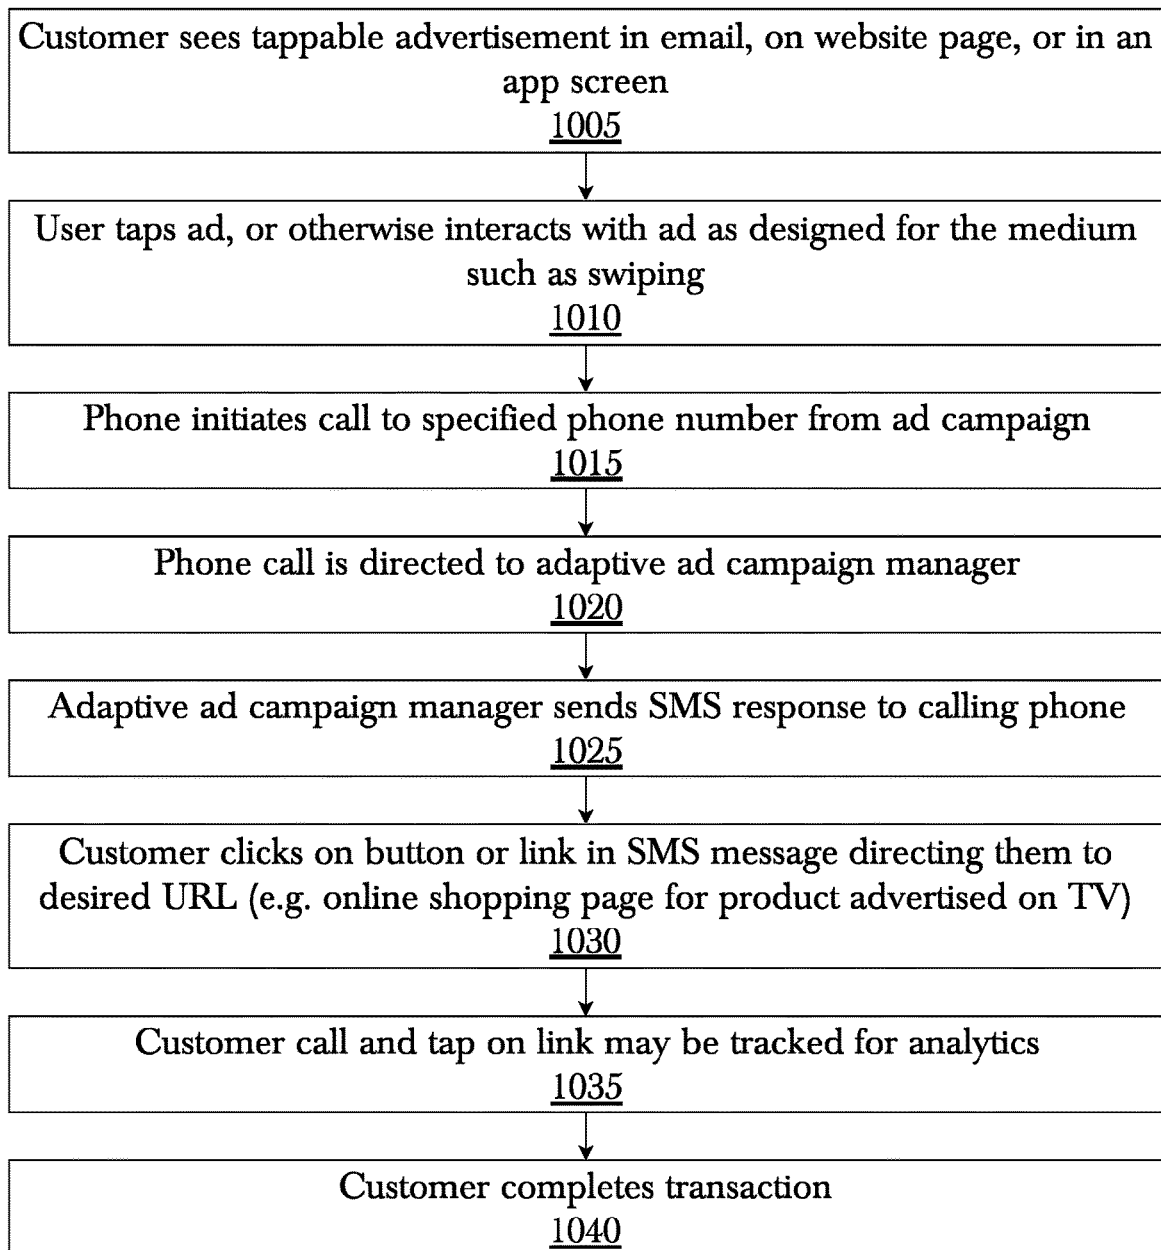 Customer sees tappable advertisement in email, on website page, or in an
app screen
1005
User taps ad, or otherwise interacts with ad as designed for the medium
such as swiping
1010
Phone initiates call to specified phone number from ad campaign
1015
Phone call is directed to adaptive ad campaign manager
1020
Adaptive ad campaign manager sends SMS response to calling phone
1025
Customer clicks on button or link in SMS message directing them to
desired URL (e.g. online shopping page for product advertised on TV)
1030
Customer call and tap on link may be tracked for analytics
1035
Customer completes transaction
1040